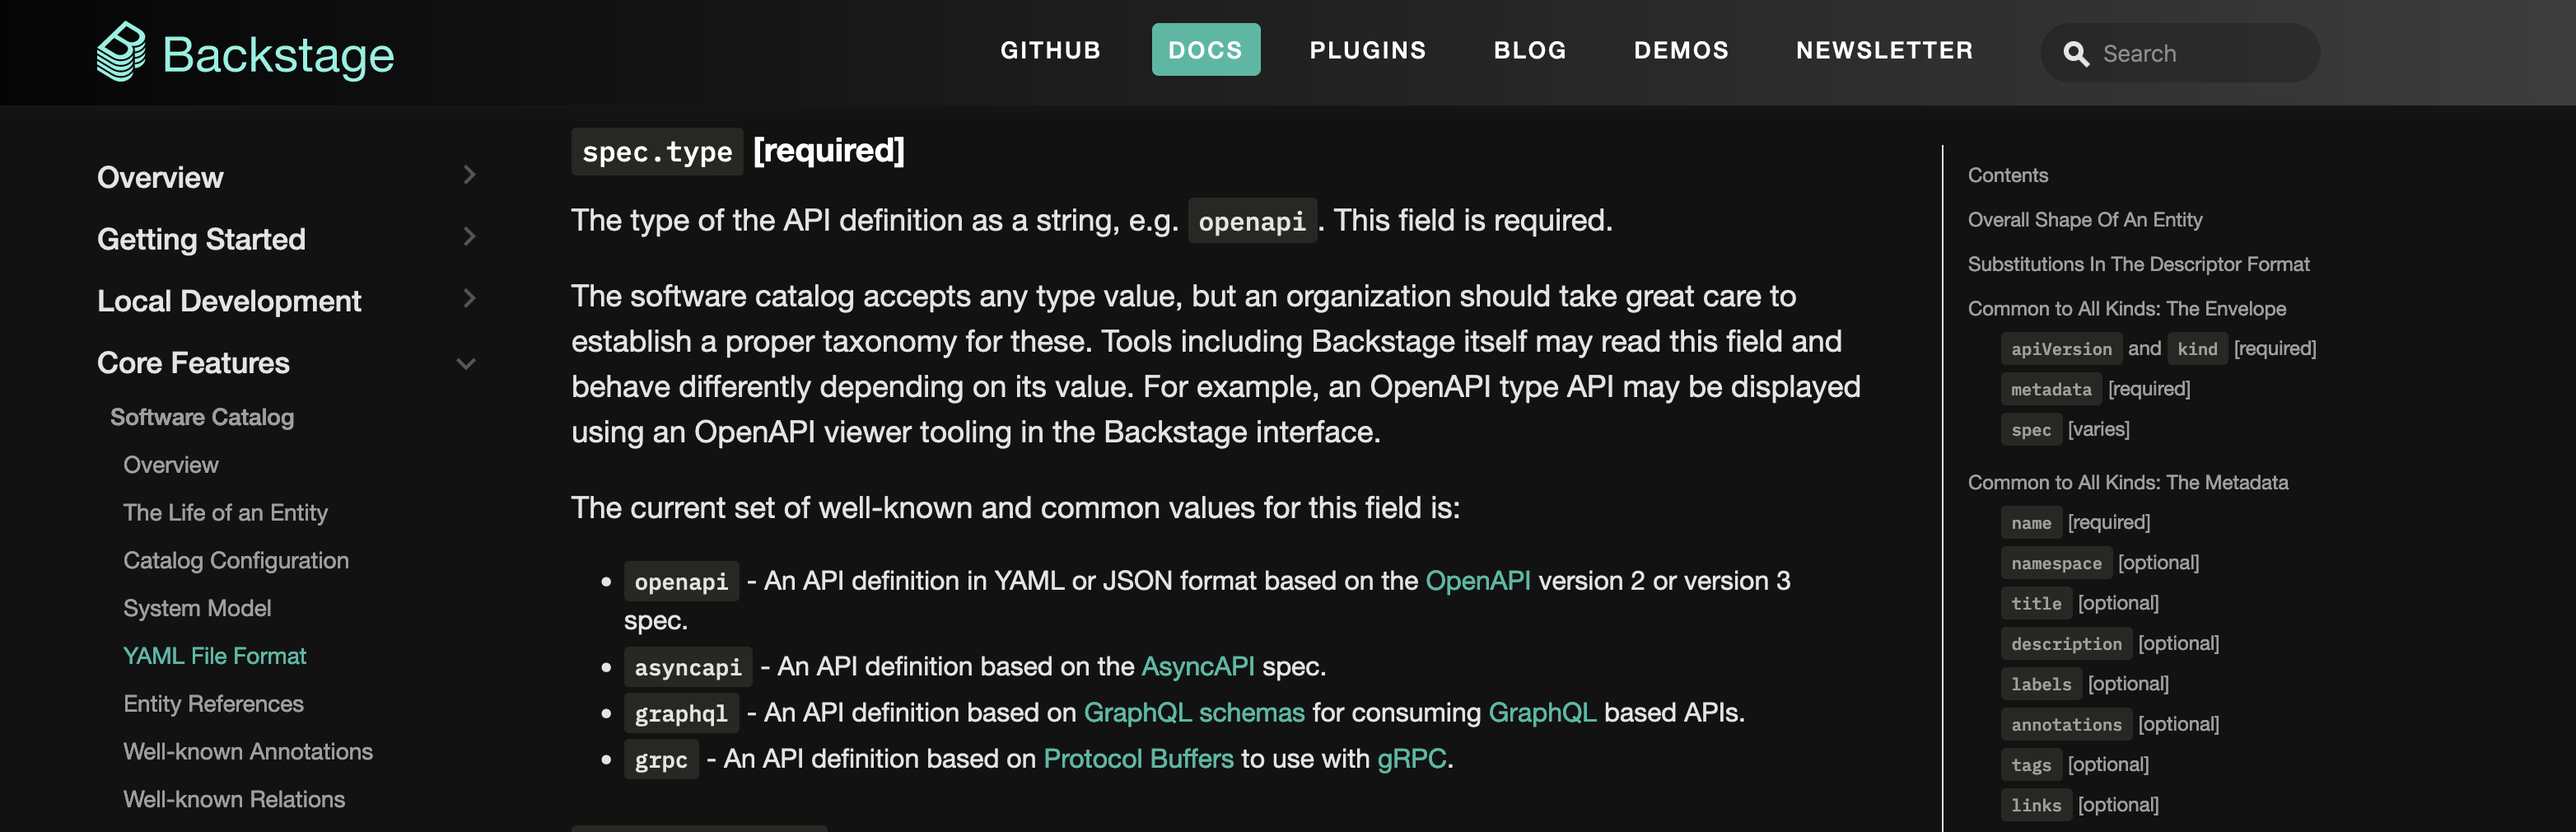 Backstage
GITHUB
DOCS
PLUGINS
BLOG
DEMOS
NEWSLETTER
Search
Overview
Getting Started
Local Development
Core Features
Software Catalog
Overview
The Life of an Entity
Catalog Configuration
System Model
YAML File Format
Entity References
Well-known Annotations
Well-known Relations
spec.type [required]
The type of the API definition as a string, e.g. openapi. This field is required.
The software catalog accepts any type value, but an organization should take great care to
establish a proper taxonomy for these. Tools including Backstage itself may read this field and
behave differently depending on its value. For example, an OpenAPI type API may be displayed
using an OpenAPI viewer tooling in the Backstage interface.
The current set of well-known and common values for this field is:
• openapi - An API definition in YAML or JSON format based on the OpenAPI version 2 or version 3
spec.
• asyncapi - An API definition based on the AsyncAPI spec.
• graphql - An API definition based on GraphQL schemas for consuming GraphQL based APIs.
• grpc - An API definition based on Protocol Buffers to use with gRPC.
Contents
Overall Shape Of An Entity
Substitutions In The Descriptor Format
Common to All Kinds: The Envelope
apiVersion and kind [required]
metadata [required]
spec [varies]
Common to All Kinds: The Metadata
name [required]
namespace [optional]
title [optional]
description [optional]
labels [optional]
annotations [optional]
tags [optional]
links [optional]